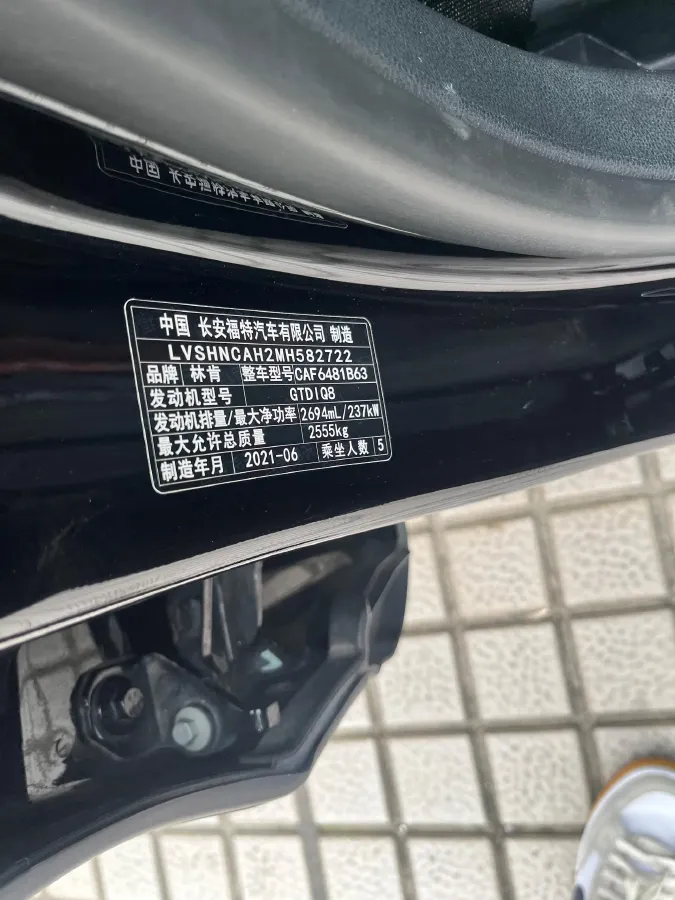 中国 长安福特汽车有限公司 制造
LVSHNCAH2MH582722
品牌 林肯 整车型号 CAF6481B63
发动机型号 GTDIQ8
发动机排量/最大净功率 2694mL/237kW
最大允许总质量 2555kg
制造年月 2021-06 乘坐人数 5